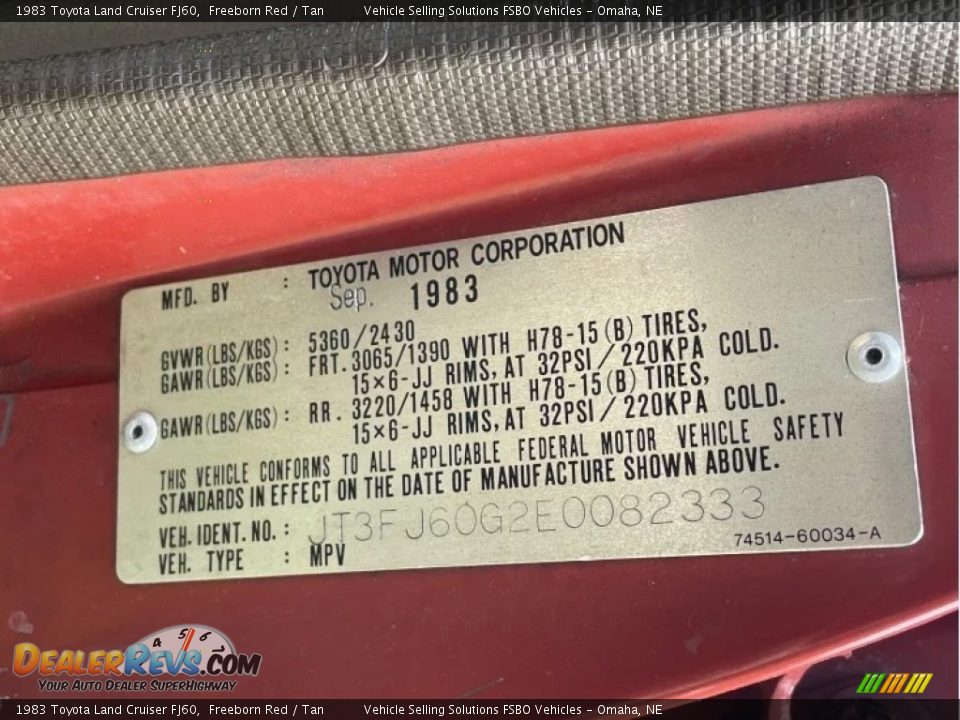 1983 Toyota Land Cruiser FJ60,  Freeborn Red / Tan          Vehicle Selling Solutions FSBO Vehicles - Omaha, NE
MFD. BY : TOYOTA MOTOR CORPORATION
Sep. 1983
GVWR(LBS/KGS): 5360/2430
GAWR(LBS/KGS): FRT. 3065/1390 WITH H78-15(B) TIRES,
15×6-JJ RIMS, AT 32PSI/220KPA COLD.
GAWR(LBS/KGS): RR. 3220/1458 WITH H78-15(B) TIRES,
15×6-JJ RIMS, AT 32PSI/220KPA COLD.
THIS VEHICLE CONFORMS TO ALL APPLICABLE FEDERAL MOTOR VEHICLE SAFETY
STANDARDS IN EFFECT ON THE DATE OF MANUFACTURE SHOWN ABOVE.
VEH. IDENT. NO. : JT3FJ60G2E0082333
VEH. TYPE : MPV
74514-60034-A
4 5 6
DEALERREVS.COM
YOUR AUTO DEALER SUPERHIGHWAY
1983 Toyota Land Cruiser FJ60,  Freeborn Red / Tan          Vehicle Selling Solutions FSBO Vehicles - Omaha, NE